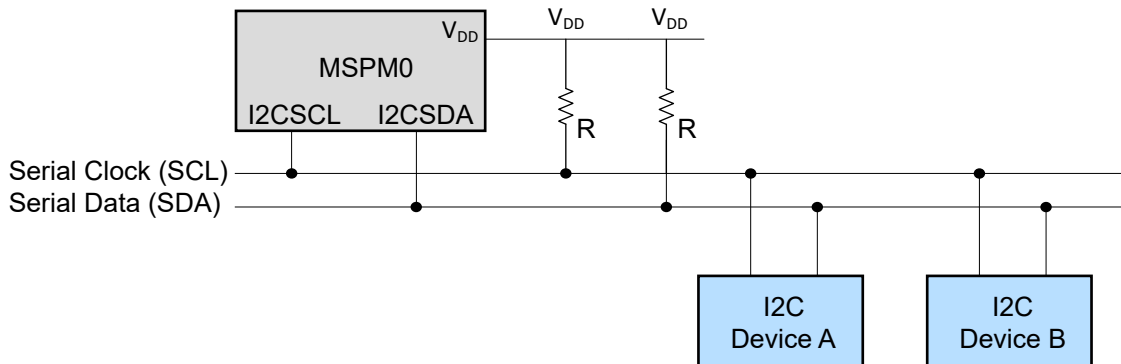 V_DD
V_DD
V_DD
MSPM0
I2CSCL
I2CSDA
R
R
Serial Clock (SCL)
Serial Data (SDA)
I2C
Device A
I2C
Device B